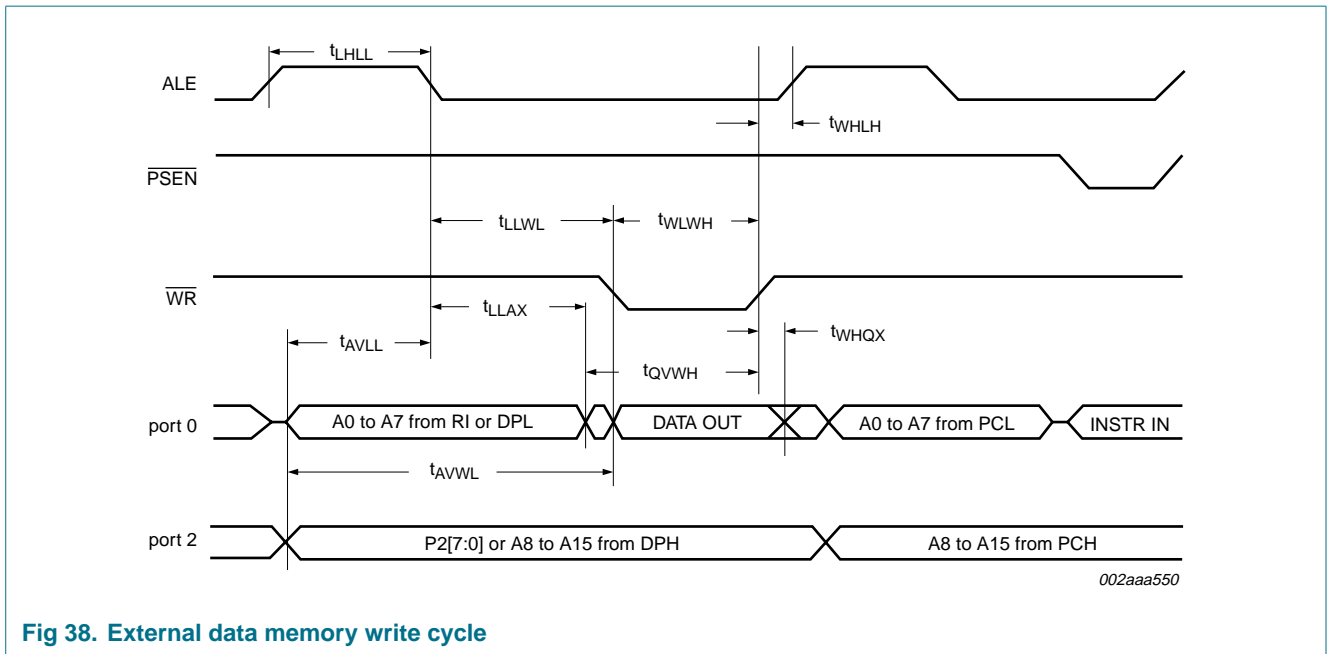 tLHLL
ALE
tWHLH
PSEN
tLLWL
tWLWH
WR
tLLAX
tWHQX
tAVLL
tQVWH
port 0
A0 to A7 from RI or DPL
DATA OUT
A0 to A7 from PCL
INSTR IN
tAVWL
port 2
P2[7:0] or A8 to A15 from DPH
A8 to A15 from PCH
002aaa550
Fig 38. External data memory write cycle